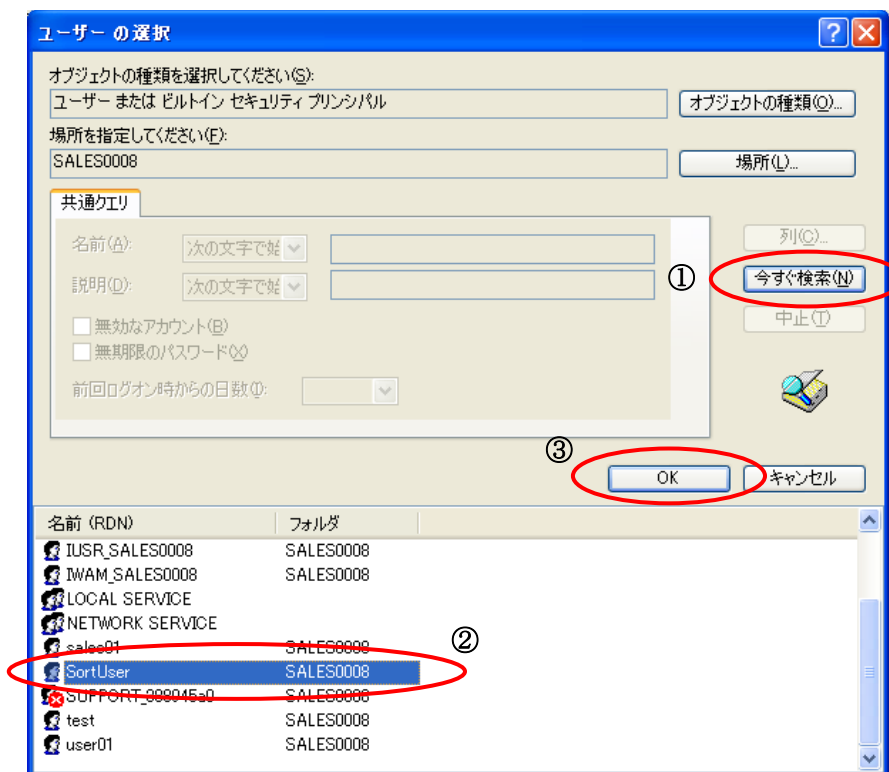 ユーザー の選択
オブジェクトの種類を選択してください(S):
ユーザー または ビルトイン セキュリティ プリンシパル
オブジェクトの種類(O)...
場所を指定してください(F):
SALES0008
場所(L)...
共通クエリ
列(C)...
名前(A):
次の文字で始
①
今すぐ検索(N)
説明(D):
次の文字で始
中止(T)
無効なアカウント(B)
無期限のパスワード(X)
前回ログオン時からの日数(I):
③
OK
キャンセル
名前 (RDN) フォルダ
IUSR_SALES0008 SALES0008
IWAM_SALES0008 SALES0008
LOCAL SERVICE
NETWORK SERVICE
②
sales01 SALES0008
SortUser SALES0008
SUPPORT_388945a0 SALES0008
test SALES0008
user01 SALES0008